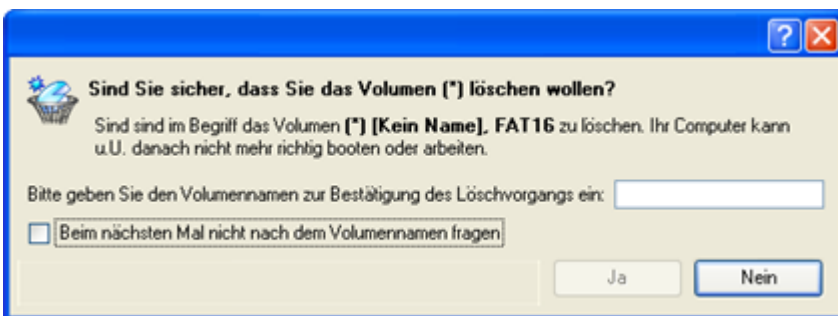 Sind Sie sicher, dass Sie das Volumen (*) löschen wollen?
Sind sind im Begriff das Volumen (*) [Kein Name], FAT16 zu löschen. Ihr Computer kann
u.U. danach nicht mehr richtig booten oder arbeiten.
Bitte geben Sie den Volumennamen zur Bestätigung des Löschvorgangs ein:
Beim nächsten Mal nicht nach dem Volumennamen fragen
Ja
Nein